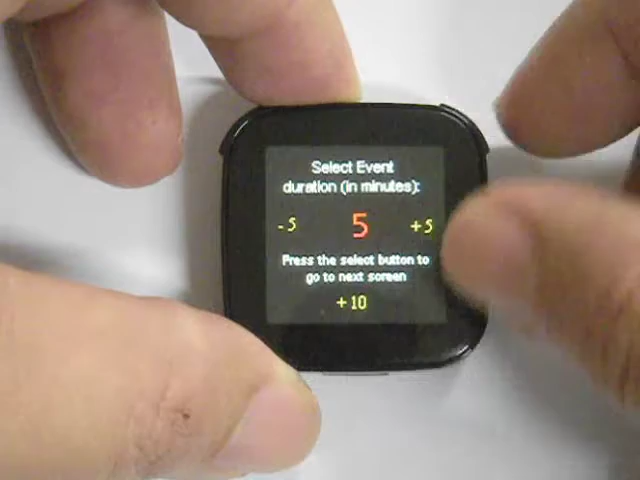 Select Event
duration (in minutes):
-5 5 +5
Press the select button to
go to next screen
+10